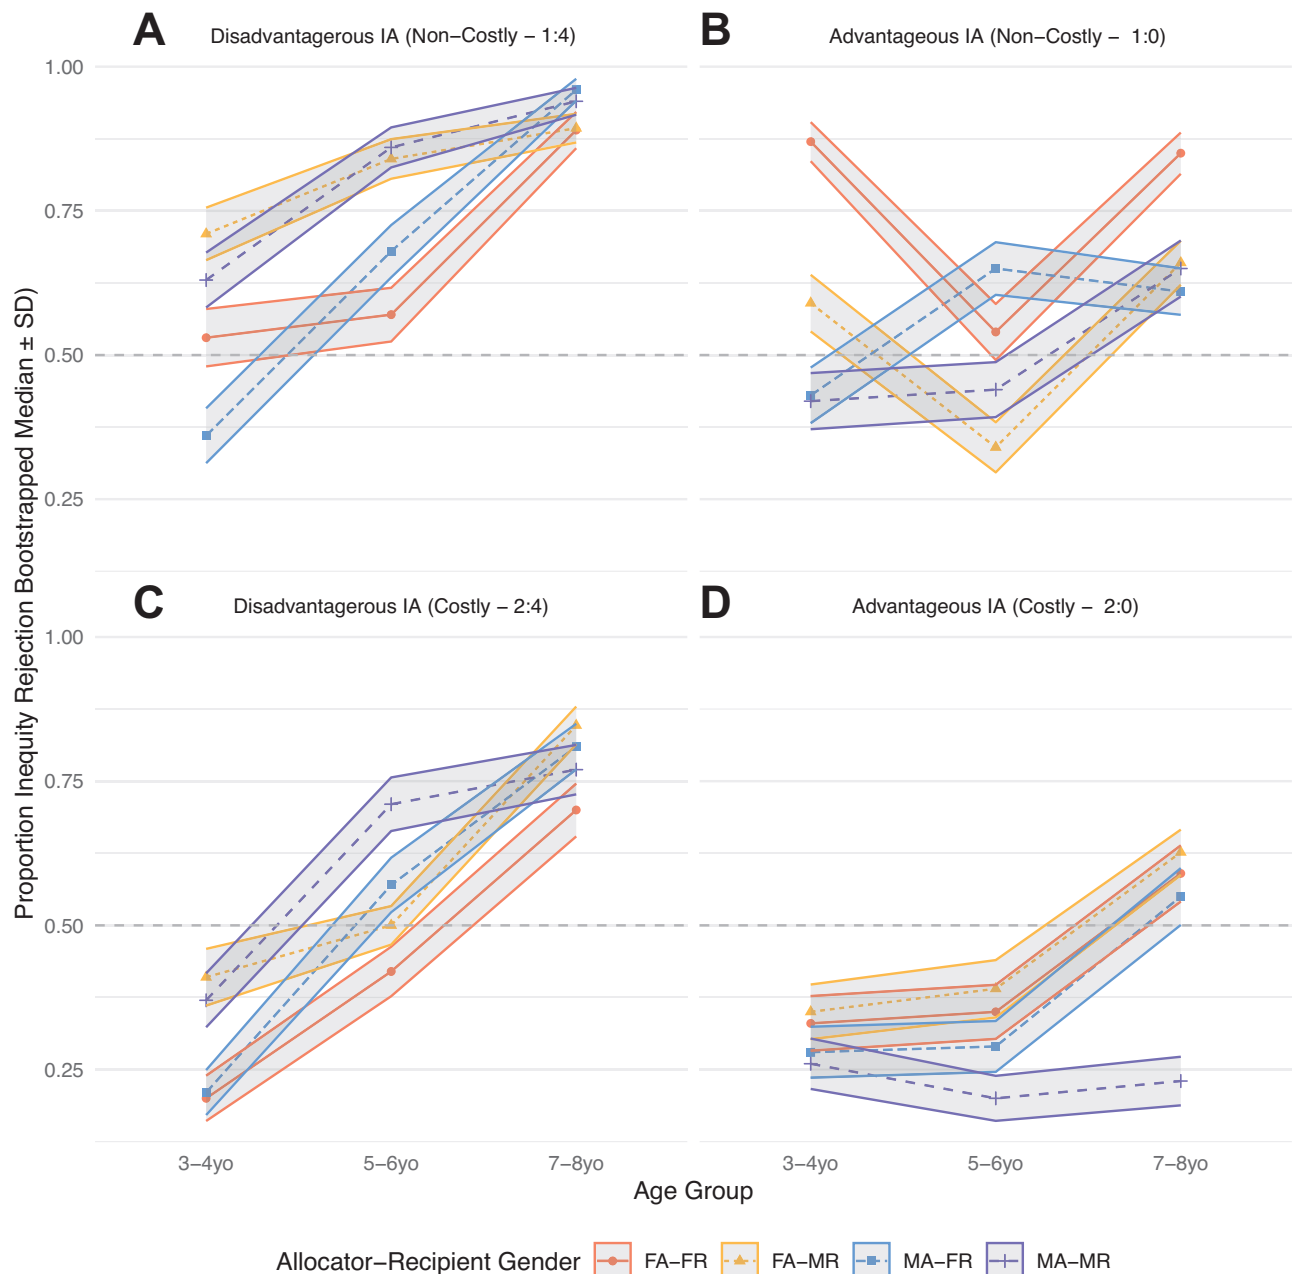 A Disadvantagerous IA (Non−Costly − 1:4)
B Advantageous IA (Non−Costly − 1:0)
1.00
0.75
0.50
0.25
C Disadvantagerous IA (Costly − 2:4)
D Advantageous IA (Costly − 2:0)
1.00
0.75
0.50
0.25
Proportion Inequity Rejection Bootstrapped Median ± SD)
3−4yo 5−6yo 7−8yo
3−4yo 5−6yo 7−8yo
Age Group
Allocator−Recipient Gender FA−FR FA−MR MA−FR MA−MR